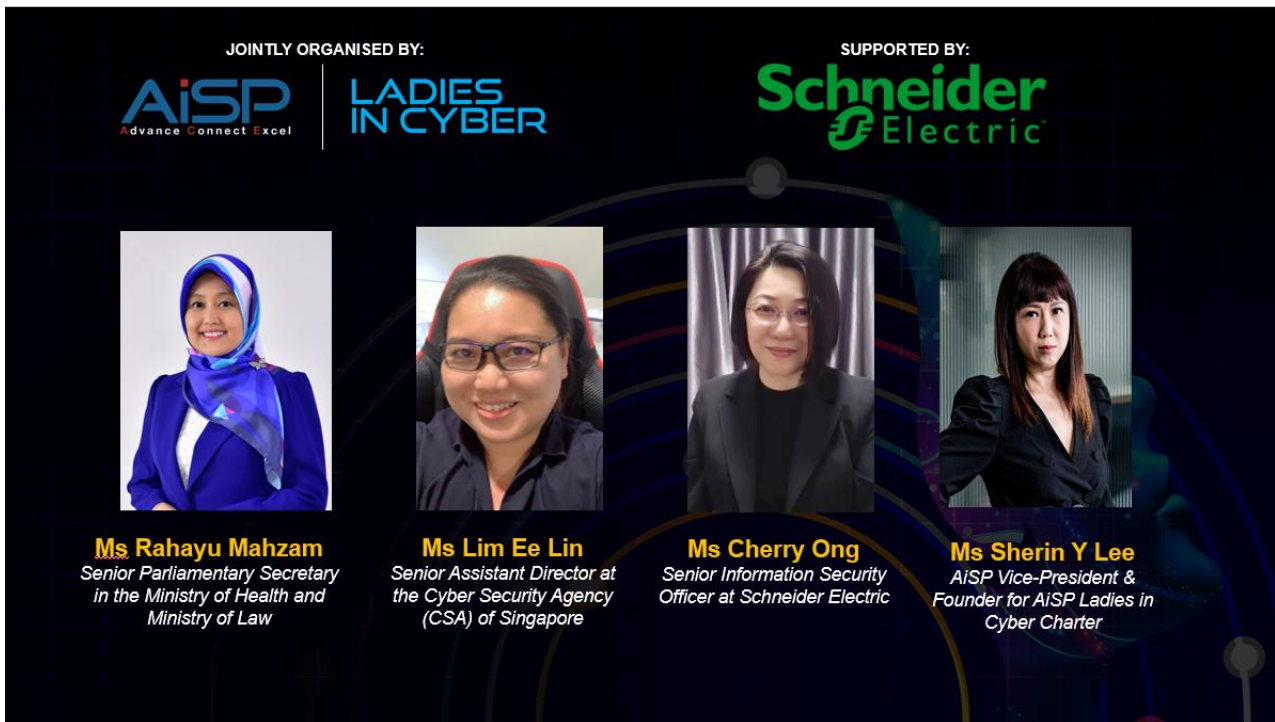 JOINTLY ORGANISED BY:
AiSP
Advance Connect Excel
LADIES
IN CYBER
SUPPORTED BY:
Schneider
Electric™
Ms Rahayu Mahzam
Senior Parliamentary Secretary
in the Ministry of Health and
Ministry of Law
Ms Lim Ee Lin
Senior Assistant Director at
the Cyber Security Agency
(CSA) of Singapore
Ms Cherry Ong
Senior Information Security
Officer at Schneider Electric
Ms Sherin Y Lee
AiSP Vice-President &
Founder for AiSP Ladies in
Cyber Charter